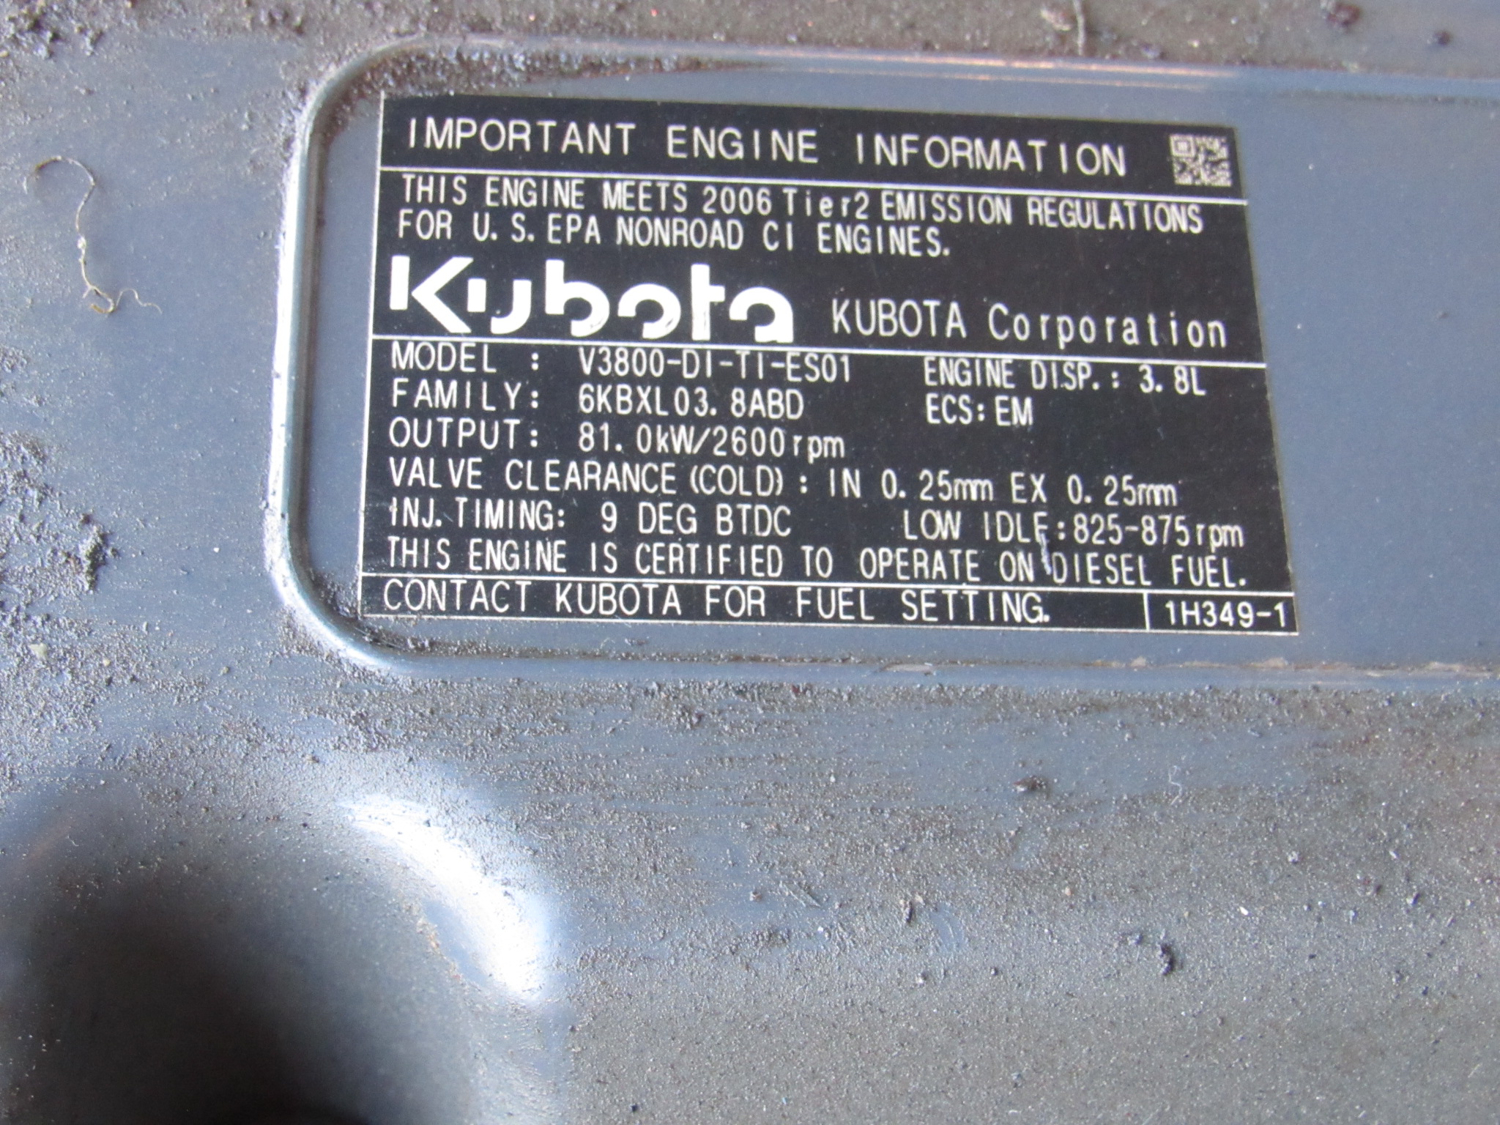 IMPORTANT ENGINE INFORMATION
THIS ENGINE MEETS 2006 Tier2 EMISSION REGULATIONS
FOR U.S.EPA NONROAD CI ENGINES.
Kubota KUBOTA Corporation
MODEL : V3800-DI-TI-ES01 ENGINE DISP.: 3.8L
FAMILY: 6KBXL03.8ABD ECS:EM
OUTPUT: 81.0kW/2600rpm
VALVE CLEARANCE(COLD): IN 0.25mm EX 0.25mm
INJ.TIMING: 9 DEG BTDC LOW IDLE:825-875rpm
THIS ENGINE IS CERTIFIED TO OPERATE ON DIESEL FUEL.
CONTACT KUBOTA FOR FUEL SETTING. 1H349-1